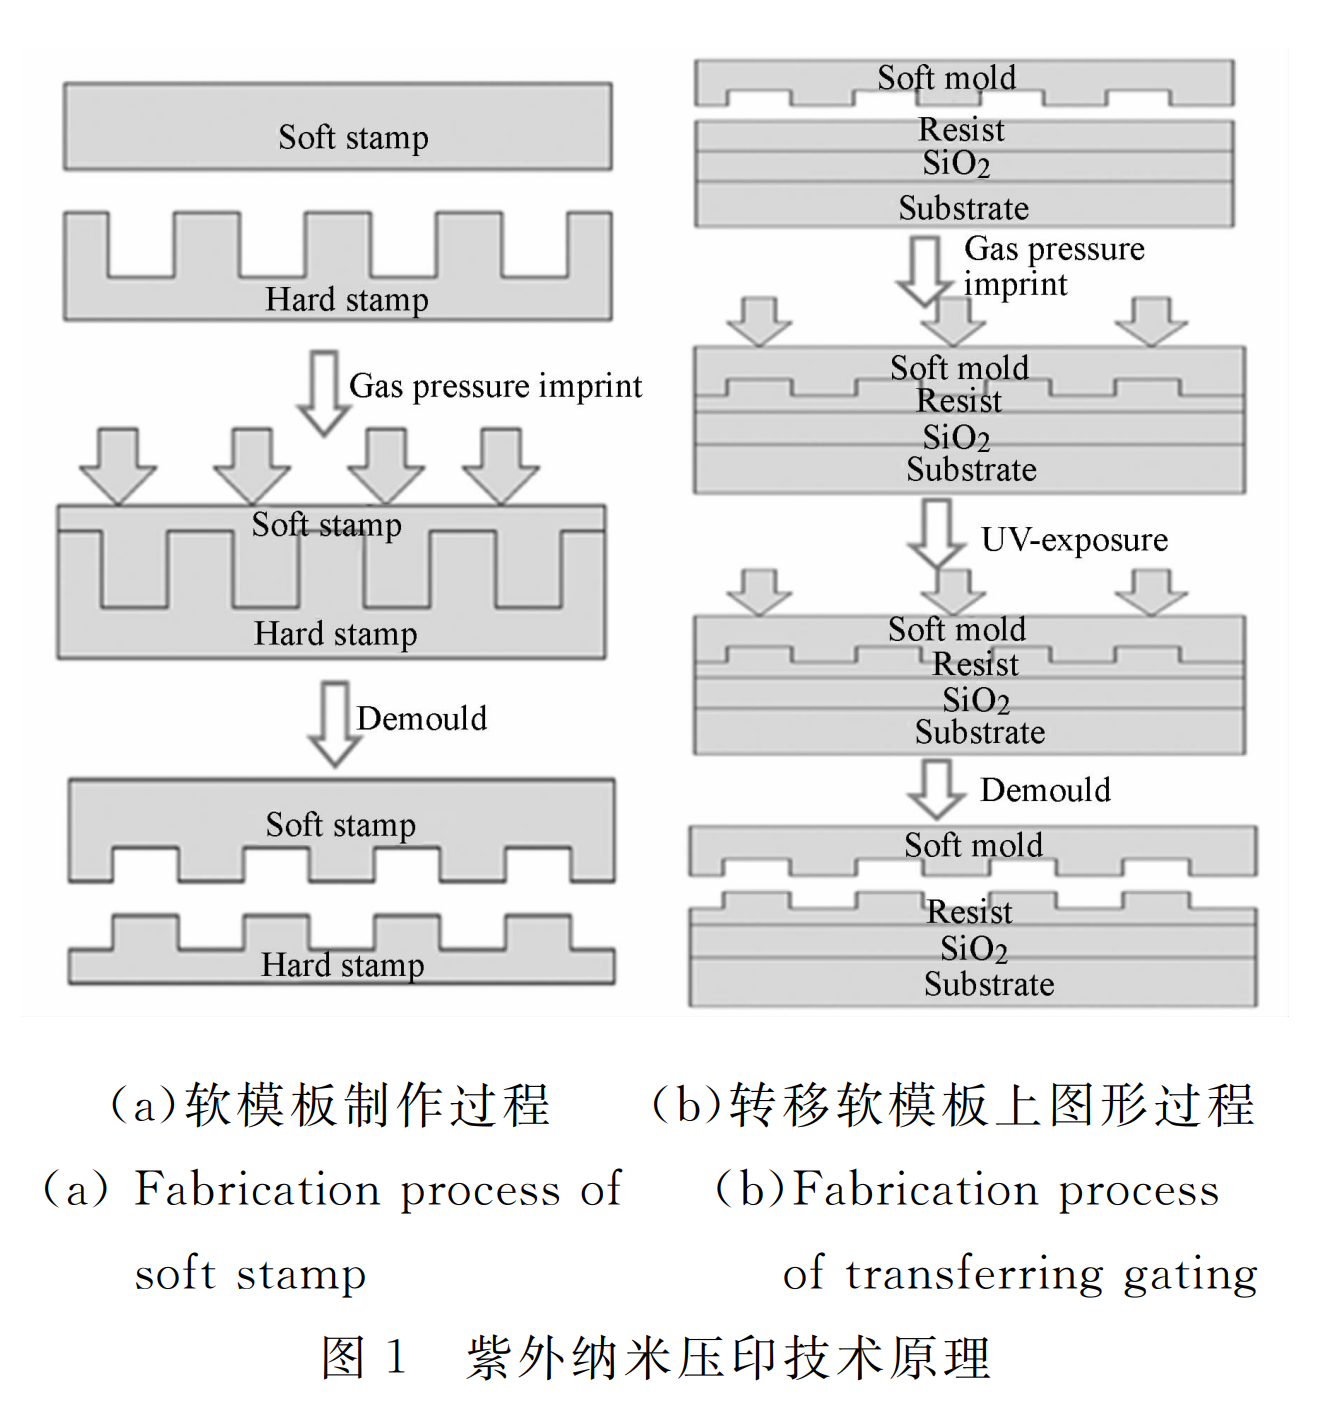 Soft stamp
Hard stamp
Gas pressure imprint
Soft stamp
Hard stamp
Demould
Soft stamp
Hard stamp
Soft mold
Resist
SiO2
Substrate
Gas pressure
imprint
Soft mold
Resist
SiO2
Substrate
UV-exposure
Soft mold
Resist
SiO2
Substrate
Demould
Soft mold
Resist
SiO2
Substrate
(a)软模板制作过程
(a) Fabrication process of
soft stamp
(b)转移软模板上图形过程
(b)Fabrication process
of transferring gating
图 1 紫外纳米压印技术原理